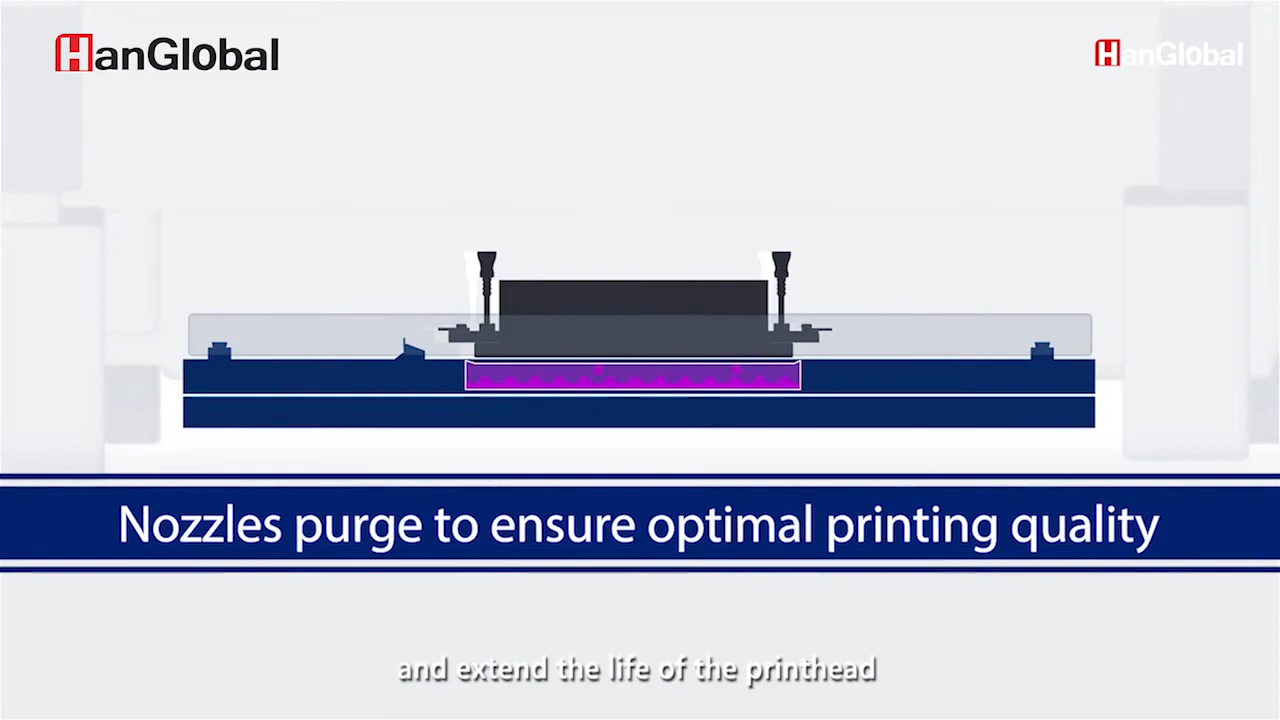 HanGlobal
HanGlobal
Nozzles purge to ensure optimal printing quality
and extend the life of the printhead